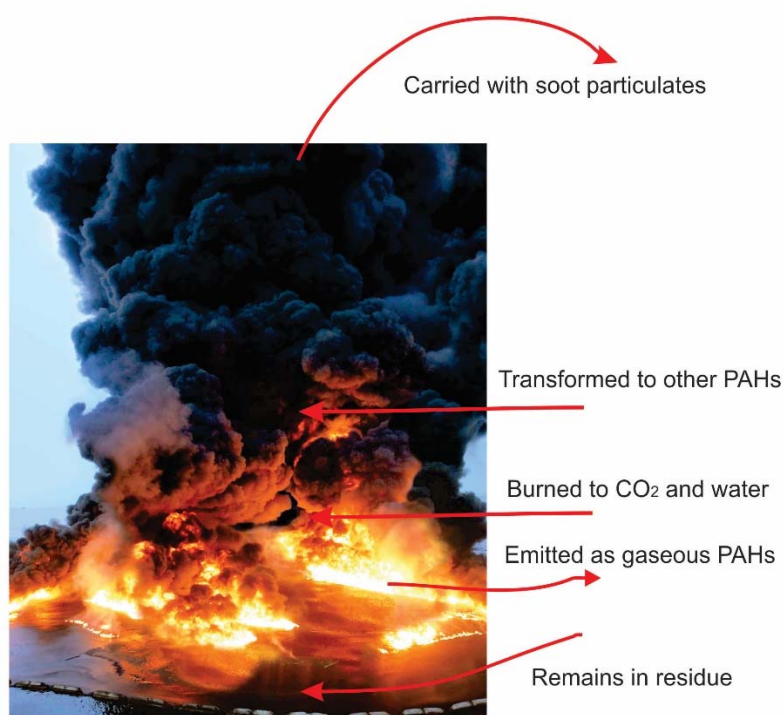 Carried with soot particulates
Transformed to other PAHs
Burned to CO₂ and water
Emitted as gaseous PAHs
Remains in residue